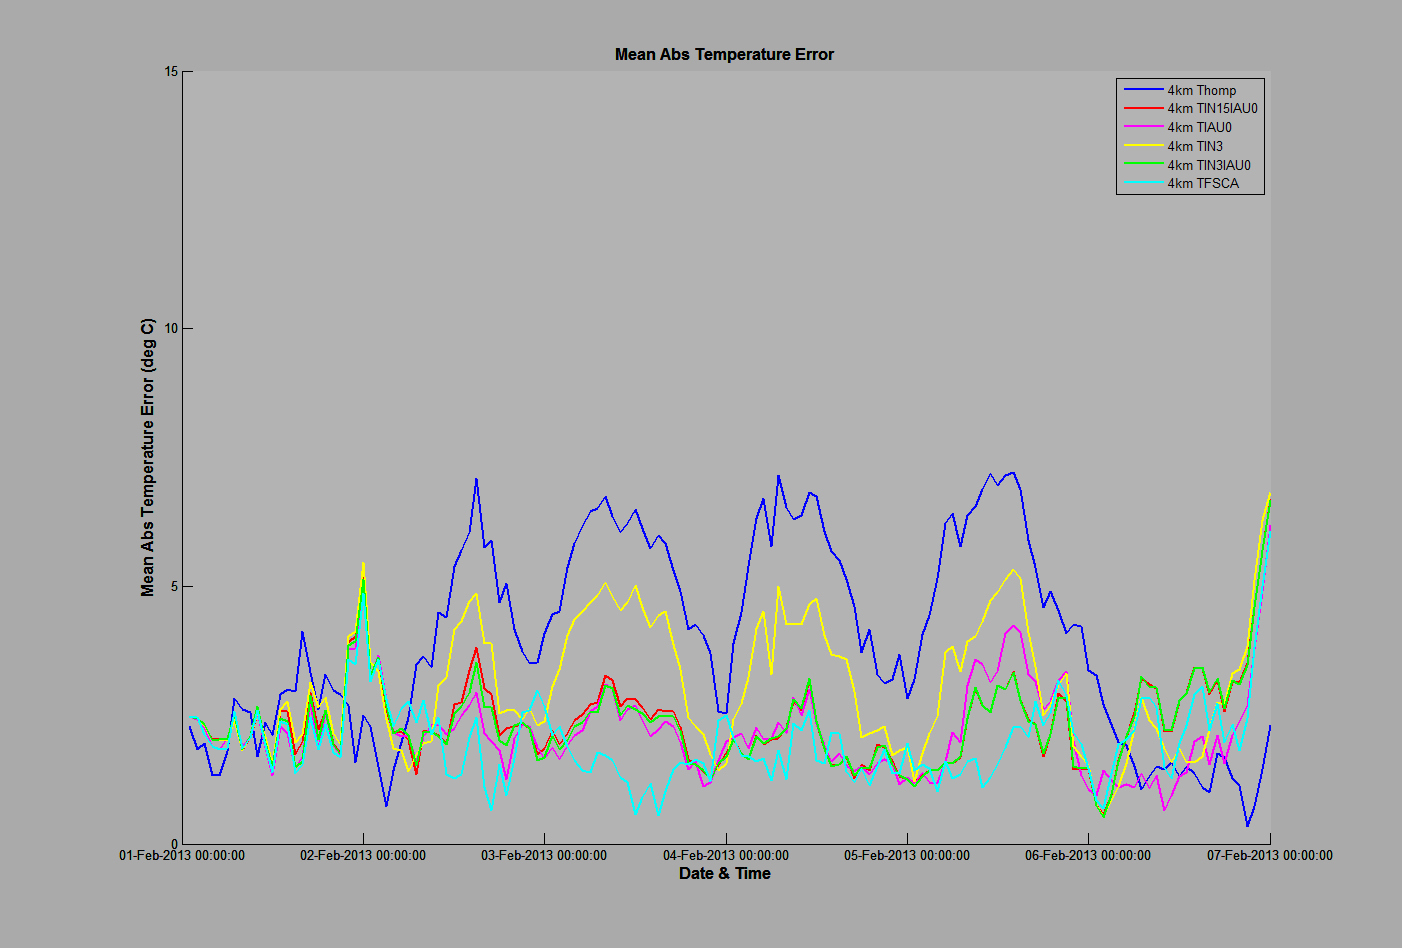 Mean Abs Temperature Error
15
10
5
0
Mean Abs Temperature Error (deg C)
4km Thomp
4km TIN15IAU0
4km TIAU0
4km TIN3
4km TIN3IAU0
4km TFSCA
01-Feb-2013 00:00:00
02-Feb-2013 00:00:00
03-Feb-2013 00:00:00
04-Feb-2013 00:00:00
05-Feb-2013 00:00:00
06-Feb-2013 00:00:00
07-Feb-2013 00:00:00
Date & Time